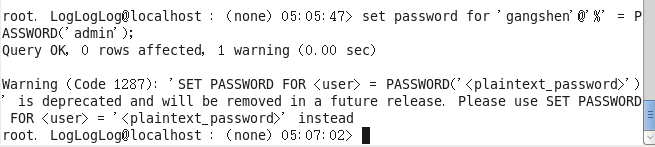 root. LogLogLog@localhost : (none) 05:05:47> set password for 'gangshen'@'%' = P
ASSWORD('admin');
Query OK, 0 rows affected, 1 warning (0.00 sec)
Warning (Code 1287): 'SET PASSWORD FOR <user> = PASSWORD('<plaintext_password>')
' is deprecated and will be removed in a future release. Please use SET PASSWORD
FOR <user> = '<plaintext_password>' instead
root. LogLogLog@localhost : (none) 05:07:02>